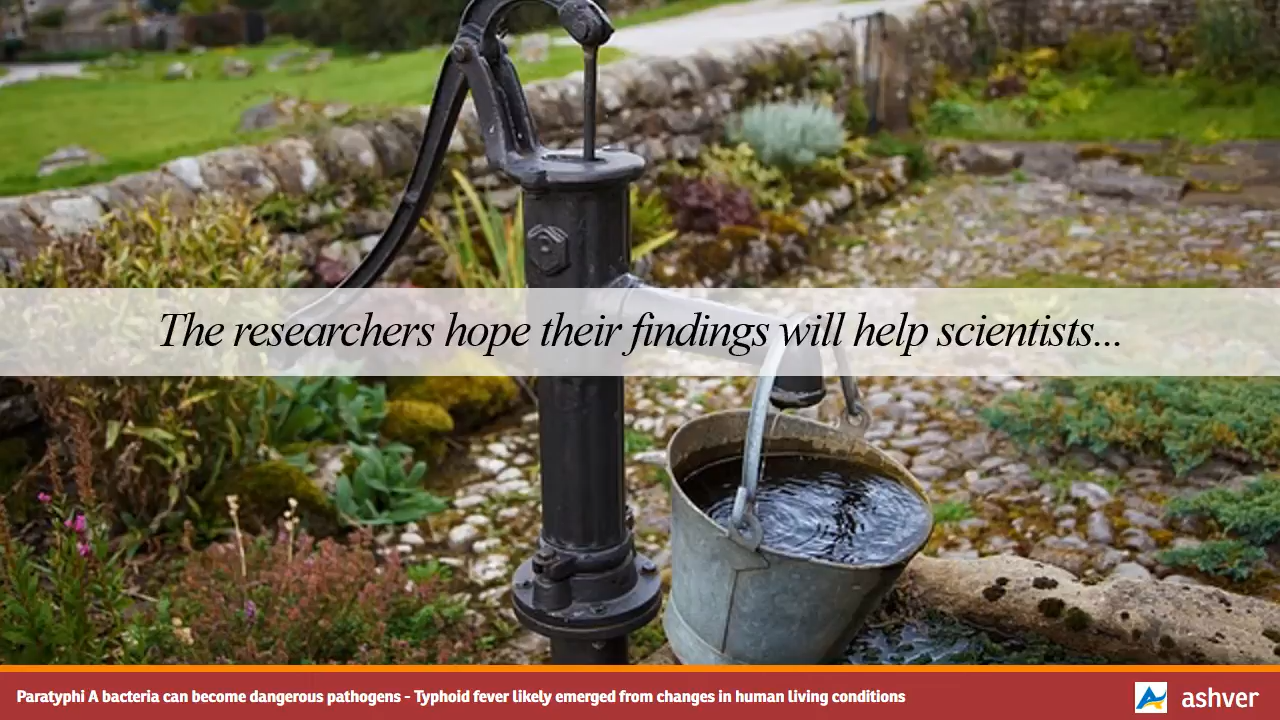 The researchers hope their findings will help scientists...
Paratyphi A bacteria can become dangerous pathogens - Typhoid fever likely emerged from changes in human living conditions
ashver